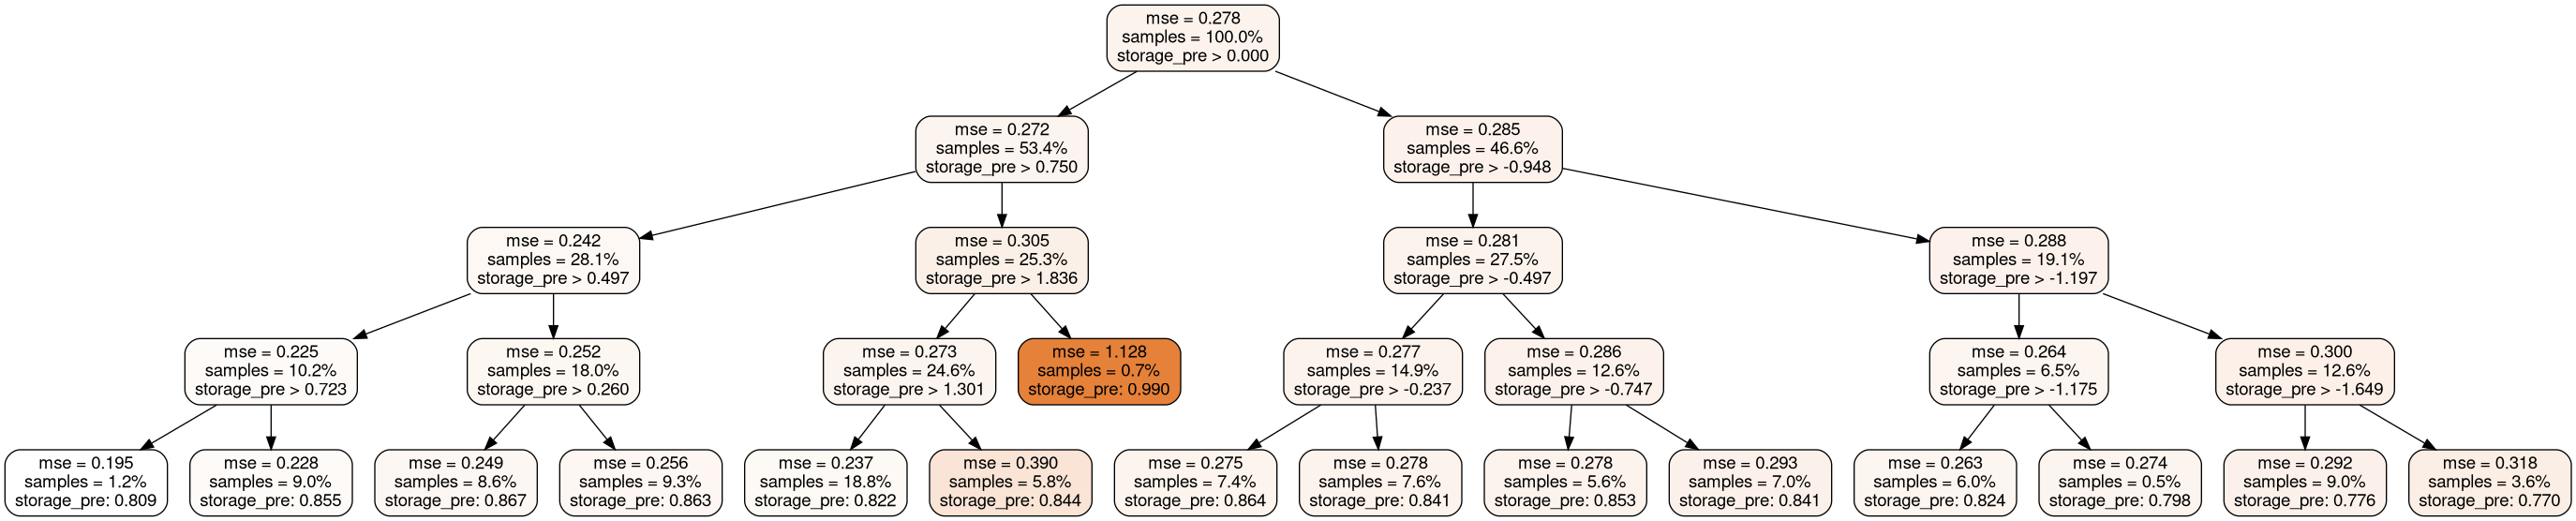 mse = 0.278
samples = 100.0%
storage_pre > 0.000
mse = 0.272
samples = 53.4%
storage_pre > 0.750
mse = 0.285
samples = 46.6%
storage_pre > -0.948
mse = 0.242
samples = 28.1%
storage_pre > 0.497
mse = 0.305
samples = 25.3%
storage_pre > 1.836
mse = 0.281
samples = 27.5%
storage_pre > -0.497
mse = 0.288
samples = 19.1%
storage_pre > -1.197
mse = 0.225
samples = 10.2%
storage_pre > 0.723
mse = 0.252
samples = 18.0%
storage_pre > 0.260
mse = 0.273
samples = 24.6%
storage_pre > 1.301
mse = 1.128
samples = 0.7%
storage_pre: 0.990
mse = 0.277
samples = 14.9%
storage_pre > -0.237
mse = 0.286
samples = 12.6%
storage_pre > -0.747
mse = 0.264
samples = 6.5%
storage_pre > -1.175
mse = 0.300
samples = 12.6%
storage_pre > -1.649
mse = 0.195
samples = 1.2%
storage_pre: 0.809
mse = 0.228
samples = 9.0%
storage_pre: 0.855
mse = 0.249
samples = 8.6%
storage_pre: 0.867
mse = 0.256
samples = 9.3%
storage_pre: 0.863
mse = 0.237
samples = 18.8%
storage_pre: 0.822
mse = 0.390
samples = 5.8%
storage_pre: 0.844
mse = 0.275
samples = 7.4%
storage_pre: 0.864
mse = 0.278
samples = 7.6%
storage_pre: 0.841
mse = 0.278
samples = 5.6%
storage_pre: 0.853
mse = 0.293
samples = 7.0%
storage_pre: 0.841
mse = 0.263
samples = 6.0%
storage_pre: 0.824
mse = 0.274
samples = 0.5%
storage_pre: 0.798
mse = 0.292
samples = 9.0%
storage_pre: 0.776
mse = 0.318
samples = 3.6%
storage_pre: 0.770